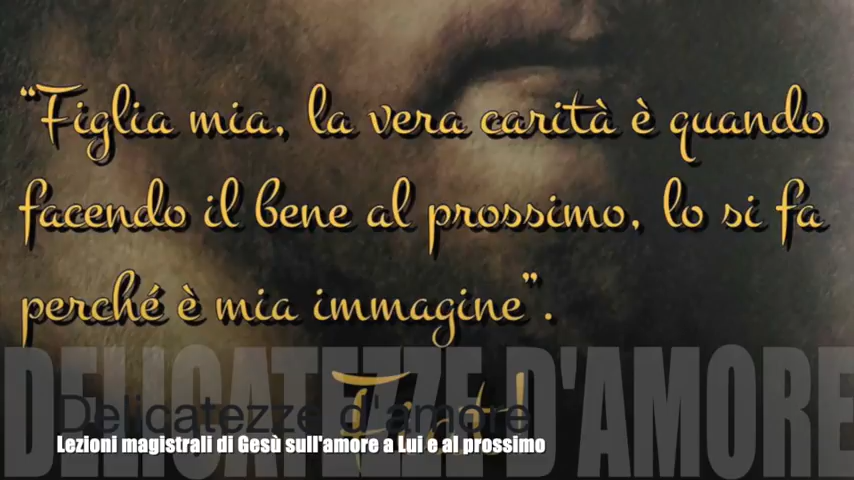 “Figlia mia, la vera carità è quando
facendo il bene al prossimo, lo si fa
perché è mia immagine”.
Fiat!
DELICATEZZE D'AMORE
Delicatezze d'amore
Lezioni magistrali di Gesù sull'amore a Lui e al prossimo